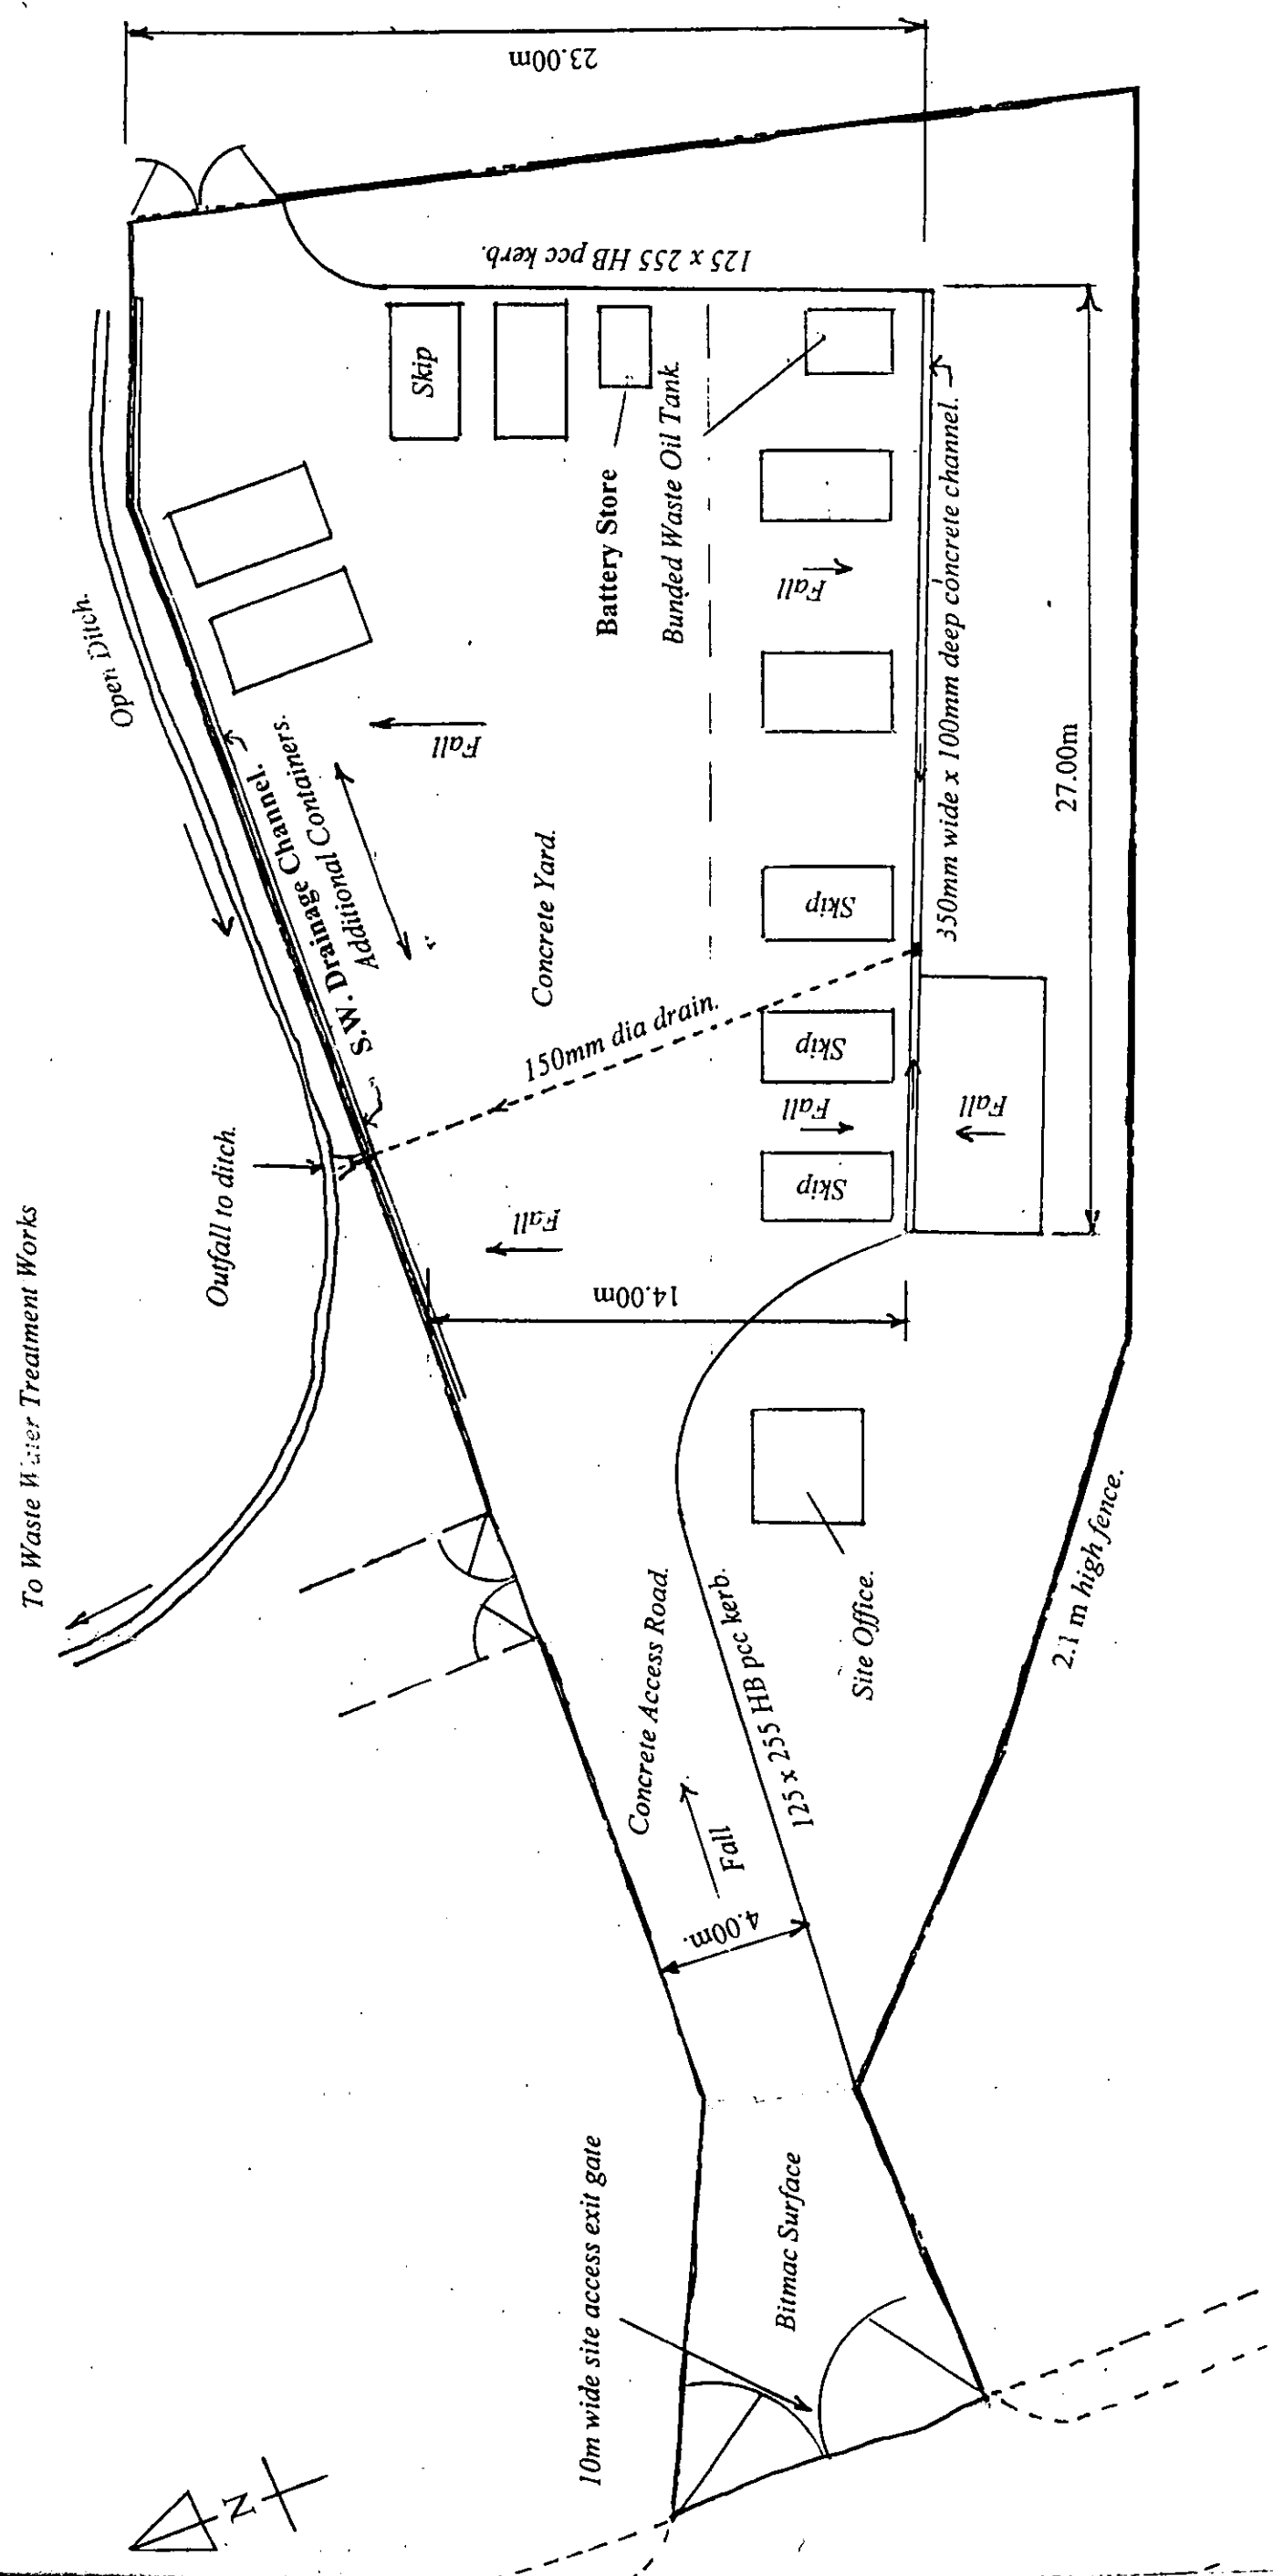 To Waste Water Treatment Works
Open Ditch.
Outfall to ditch.
S.W. Drainage Channel.
Additional Containers.
Fall
Fall
Concrete Yard.
150mm dia drain.
Skip
Battery Store
Bunded Waste Oil Tank.
125 x 255 HB pcc kerb.
23.00m
14.00m
Fall
Fall
Skip
Skip
Skip
Fall
350mm wide x 100mm deep concrete channel.
27.00m
Concrete Access Road.
Fall
4.00m.
125 x 255 HB pcc kerb.
Site Office.
2.1 m high fence.
10m wide site access exit gate
Bitmac Surface
N